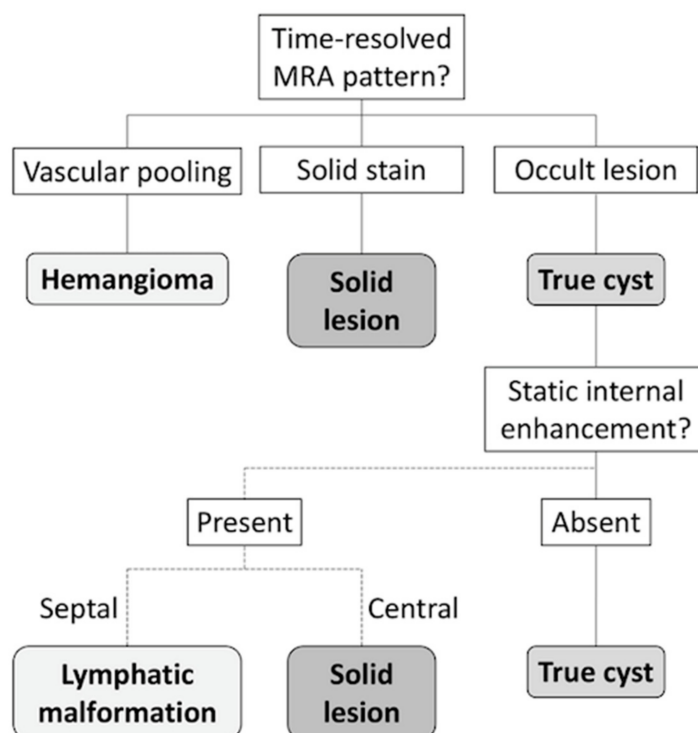 Time-resolved
MRA pattern?
Vascular pooling
Solid stain
Occult lesion
Hemangioma
Solid
lesion
True cyst
Static internal
enhancement?
Present
Absent
Septal
Central
Lymphatic
malformation
Solid
lesion
True cyst